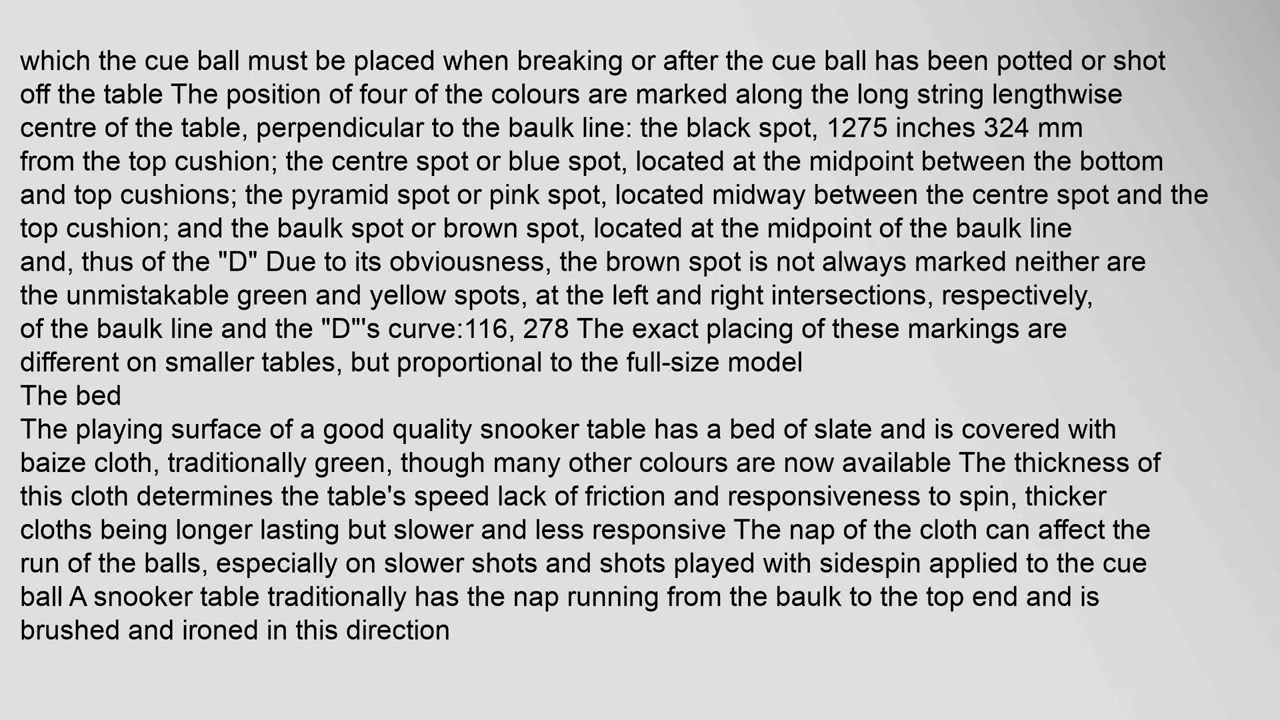 which the cue ball must be placed when breaking or after the cue ball has been potted or shot
off the table The position of four of the colours are marked along the long string lengthwise
centre of the table, perpendicular to the baulk line: the black spot, 1275 inches 324 mm
from the top cushion; the centre spot or blue spot, located at the midpoint between the bottom
and top cushions; the pyramid spot or pink spot, located midway between the centre spot and the
top cushion; and the baulk spot or brown spot, located at the midpoint of the baulk line
and, thus of the "D" Due to its obviousness, the brown spot is not always marked neither are
the unmistakable green and yellow spots, at the left and right intersections, respectively,
of the baulk line and the "D"'s curve:116, 278 The exact placing of these markings are
different on smaller tables, but proportional to the full-size model
The bed
The playing surface of a good quality snooker table has a bed of slate and is covered with
baize cloth, traditionally green, though many other colours are now available The thickness of
this cloth determines the table's speed lack of friction and responsiveness to spin, thicker
cloths being longer lasting but slower and less responsive The nap of the cloth can affect the
run of the balls, especially on slower shots and shots played with sidespin applied to the cue
ball A snooker table traditionally has the nap running from the baulk to the top end and is
brushed and ironed in this direction